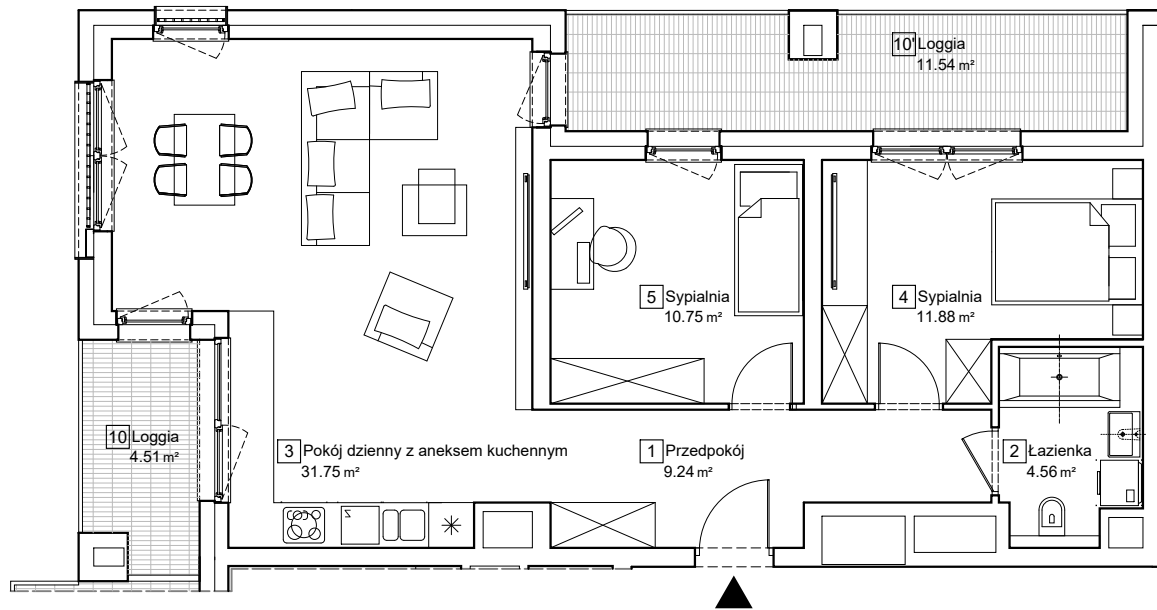 10' Loggia
11.54 m²
5 Sypialnia
10.75 m²
4 Sypialnia
11.88 m²
10 Loggia
4.51 m²
3 Pokój dzienny z aneksem kuchennym
31.75 m²
1 Przedpokój
9.24 m²
2 Łazienka
4.56 m²
Z